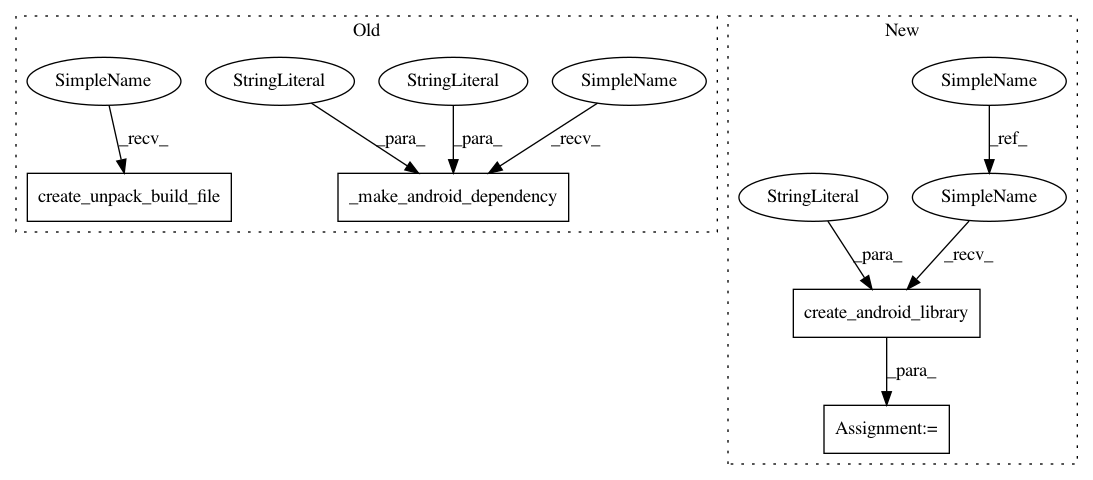 Old
New
SimpleName
StringLiteral
StringLiteral
SimpleName
SimpleName
_recv_
_para_
_para_
_recv_
_ref_
create_unpack_build_file
_make_android_dependency
StringLiteral
SimpleName
_para_
_recv_
create_android_library
_para_
Assignment:=